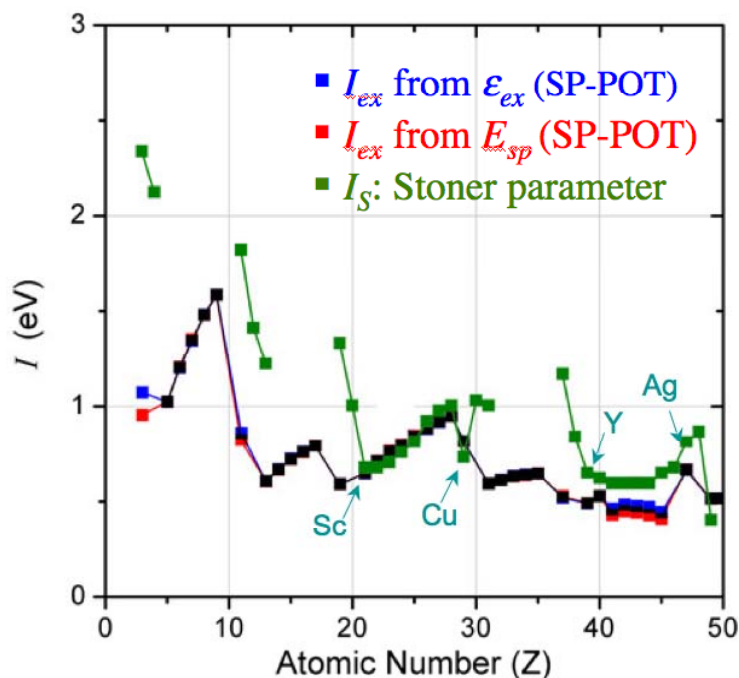 3
I_ex from ε_ex (SP-POT)
I_ex from E_sp (SP-POT)
I_S: Stoner parameter
2
I (eV)
Ag
Y
1
Sc
Cu
0
0 10 20 30 40 50
Atomic Number (Z)